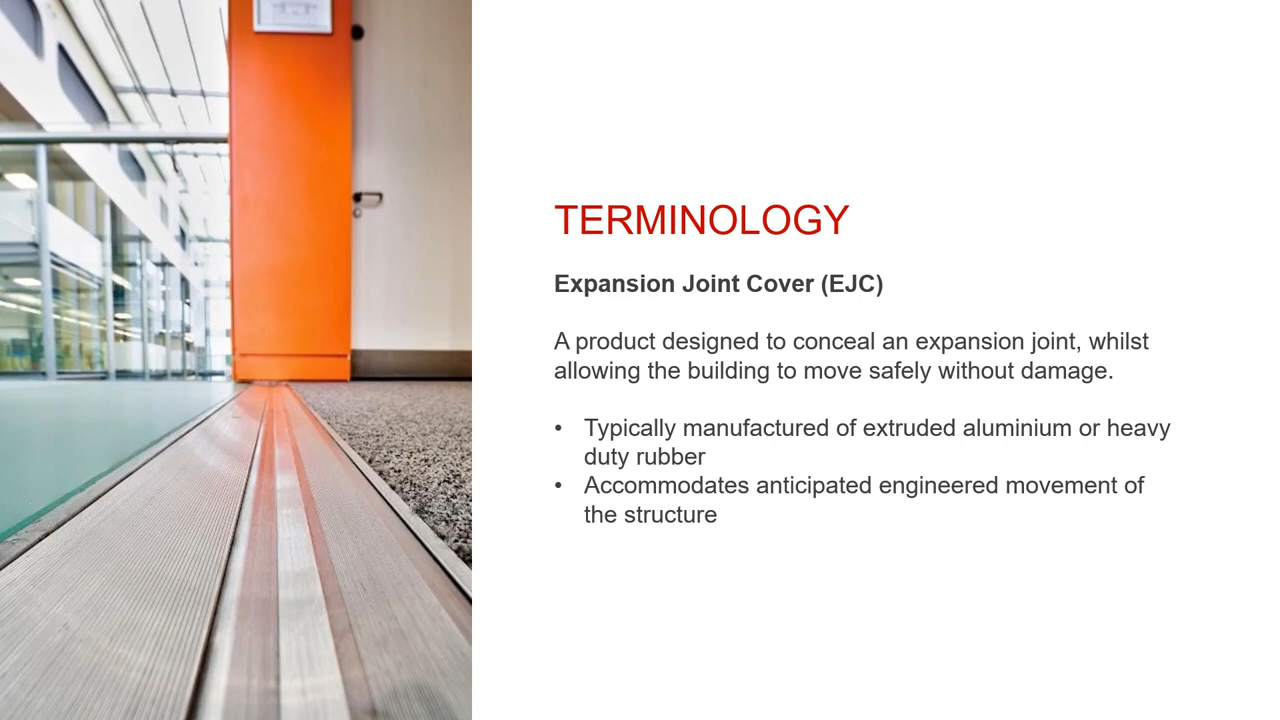 TERMINOLOGY
Expansion Joint Cover (EJC)
A product designed to conceal an expansion joint, whilst
allowing the building to move safely without damage.
• Typically manufactured of extruded aluminium or heavy
duty rubber
• Accommodates anticipated engineered movement of
the structure